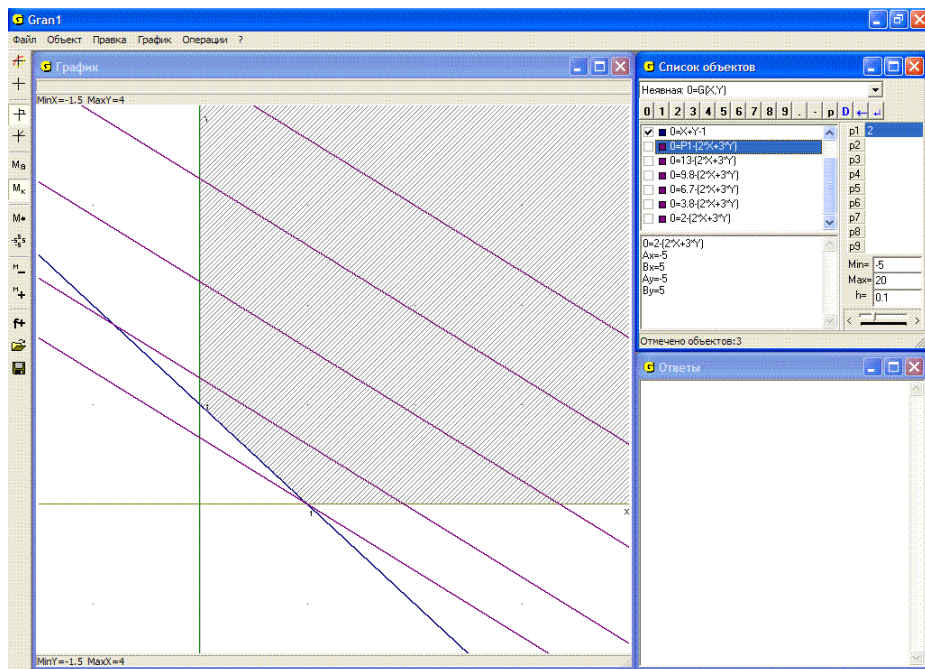 Gran1
Файл Объект Правка График Операции ?
График
MinX=-1.5 MaxY=4
Y
1
1
X
MinY=-1.5 MaxX=4
Ma
Mк
M
M
M
f+
Список объектов
Неявная: 0=G(X,Y)
0 1 2 3 4 5 6 7 8 9 . - p D ← ↵
0=X+Y-1
0=P1-(2*X+3*Y)
0=13-(2*X+3*Y)
0=9.8-(2*X+3*Y)
0=6.7-(2*X+3*Y)
0=3.8-(2*X+3*Y)
0=2-(2*X+3*Y)
p1 2
p2
p3
p4
p5
p6
p7
p8
p9
0=2-(2*X+3*Y)
Ax=-5
Bx=5
Ay=-5
By=5
Min= -5
Max= 20
h= 0.1
< >
Отмечено объектов:3
Ответы